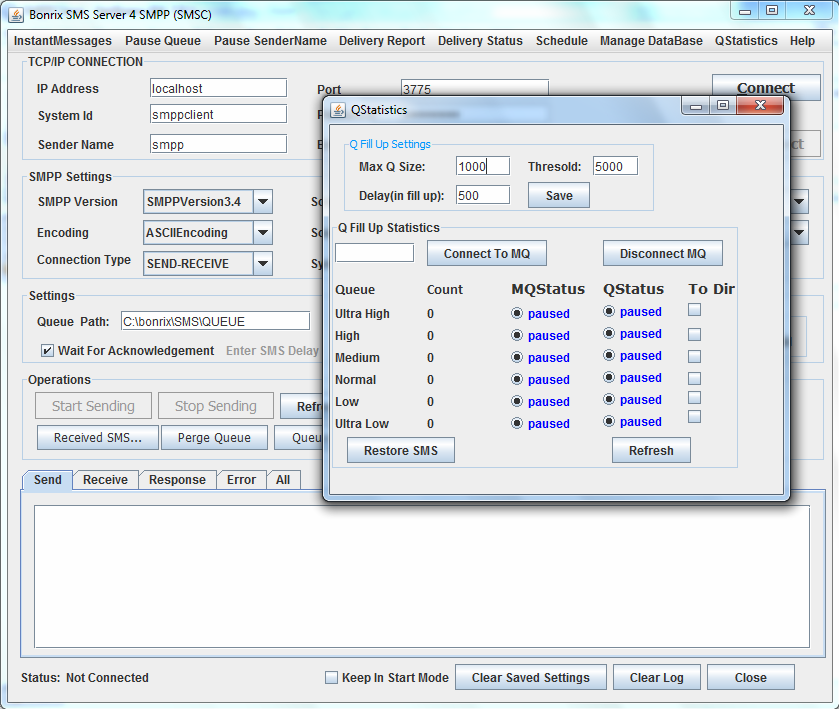 Bonrix SMS Server 4 SMPP (SMSC)
InstantMessages Pause Queue Pause SenderName Delivery Report Delivery Status Schedule Manage DataBase QStatistics Help
TCP/IP CONNECTION
IP Address localhost Port 3775 Connect
System Id smppclient
Sender Name smpp
SMPP Settings
SMPP Version SMPPVersion3.4
Encoding ASCIIEncoding
Connection Type SEND-RECEIVE
Settings
Queue Path: C:\bonrix\SMS\QUEUE
Wait For Acknowledgement Enter SMS Delay
Operations
Start Sending Stop Sending
Received SMS... Perge Queue
Send Receive Response Error All
QStatistics
Q Fill Up Settings
Max Q Size: 1000 Thresold: 5000
Delay(in fill up): 500 Save
Q Fill Up Statistics
Connect To MQ Disconnect MQ
Queue Count MQStatus QStatus To Dir
Ultra High 0 paused paused
High 0 paused paused
Medium 0 paused paused
Normal 0 paused paused
Low 0 paused paused
Ultra Low 0 paused paused
Restore SMS Refresh
Status: Not Connected Keep In Start Mode Clear Saved Settings Clear Log Close